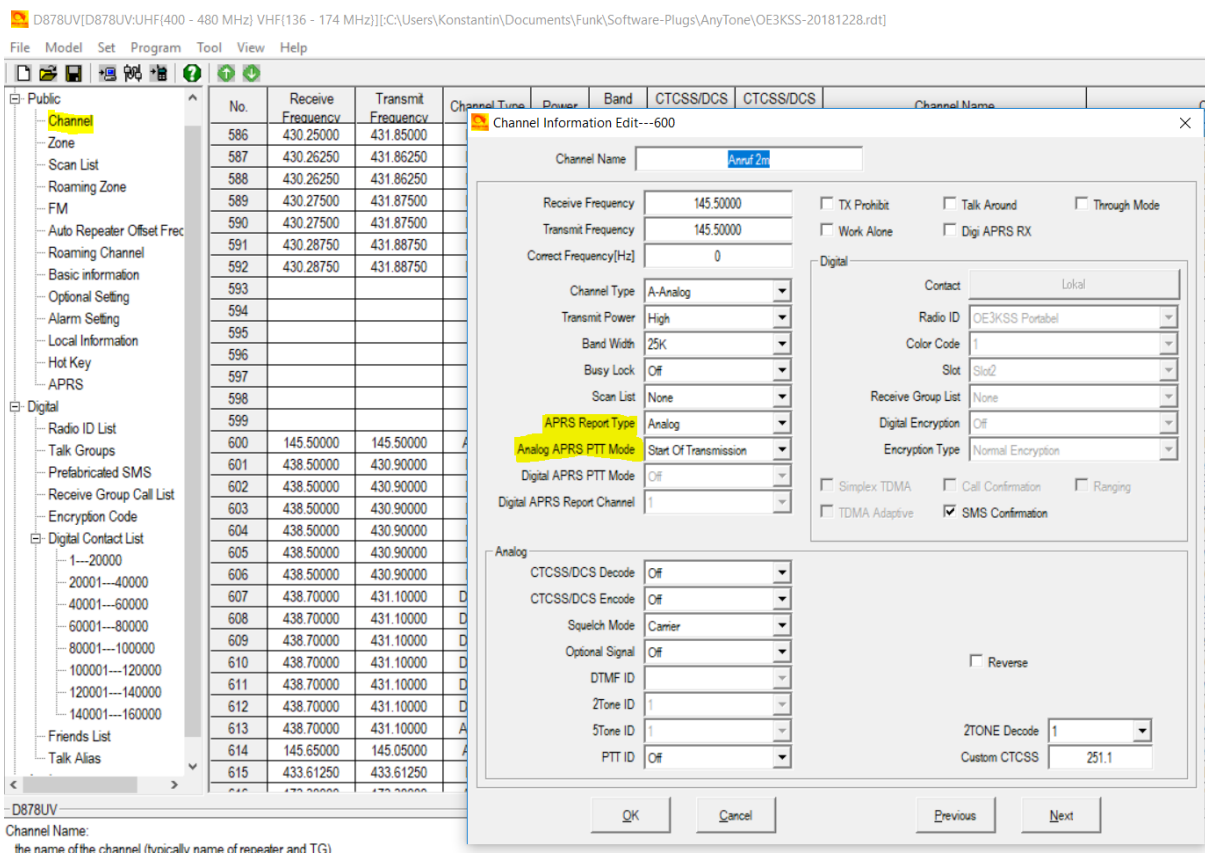 D878UV[D878UV:UHF{400 - 480 MHz} VHF{136 - 174 MHz}][:C:\Users\Konstantin\Documents\Funk\Software-Plugs\AnyTone\OE3KSS-20181228.rdt]
File Model Set Program Tool View Help
Public
Channel
Zone
Scan List
Roaming Zone
FM
Auto Repeater Offset Freq
Roaming Channel
Basic information
Optional Setting
Alarm Setting
Local Information
Hot Key
APRS
Digital
Radio ID List
Talk Groups
Prefabricated SMS
Receive Group Call List
Encryption Code
Digital Contact List
1---20000
20001---40000
40001---60000
60001---80000
80001---100000
100001---120000
120001---140000
140001---160000
Friends List
Talk Alias
No. Receive Frequency Transmit Frequency Channel Type Power Band CTCSS/DCS CTCSS/DCS Channel Name
586 430.25000 431.85000
587 430.26250 431.86250
588 430.26250 431.86250
589 430.27500 431.87500
590 430.27500 431.87500
591 430.28750 431.88750
592 430.28750 431.88750
593
594
595
596
597
598
599
600 145.50000 145.50000 A
601 438.50000 430.90000
602 438.50000 430.90000
603 438.50000 430.90000
604 438.50000 430.90000
605 438.50000 430.90000
606 438.50000 430.90000
607 438.70000 431.10000 D
608 438.70000 431.10000 D
609 438.70000 431.10000 D
610 438.70000 431.10000 D
611 438.70000 431.10000 D
612 438.70000 431.10000 D
613 438.70000 431.10000 A
614 145.65000 145.05000 A
615 433.61250 433.61250
Channel Information Edit---600
Channel Name Anruf 2m
Receive Frequency 145.50000
Transmit Frequency 145.50000
Correct Frequency[Hz] 0
Channel Type A-Analog
Transmit Power High
Band Width 25K
Busy Lock Off
Scan List None
APRS Report Type Analog
Analog APRS PTT Mode Start Of Transmission
Digital APRS PTT Mode Off
Digital APRS Report Channel 1
TX Prohibit Talk Around Through Mode
Work Alone Digi APRS RX
Digital
Contact Lokal
Radio ID OE3KSS Portabel
Color Code 1
Slot Slot2
Receive Group List None
Digital Encryption Off
Encryption Type Normal Encryption
Simplex TDMA Call Confirmation Ranging
TDMA Adaptive SMS Confirmation
Analog
CTCSS/DCS Decode Off
CTCSS/DCS Encode Off
Squelch Mode Carrier
Optional Signal Off
DTMF ID
2Tone ID 1
5Tone ID 1
PTT ID Off
Reverse
2TONE Decode 1
Custom CTCSS 251.1
OK Cancel Previous Next
D878UV
Channel Name:
the name of the channel (typically name of repeater and TG)